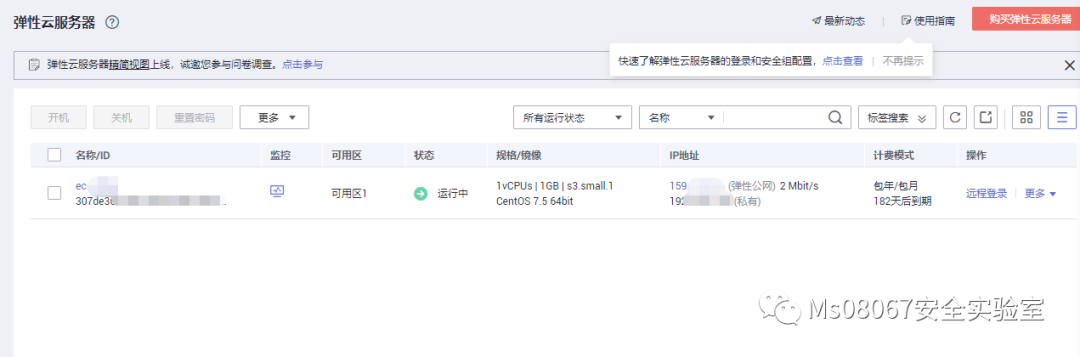 弹性云服务器
最新动态 使用指南 购买弹性云服务器
弹性云服务器精简视图上线，诚邀您参与问卷调查。点击参与
快速了解弹性云服务器的登录和安全组配置，点击查看 | 不再提示
开机 关机 重置密码 更多 所有运行状态 名称 标签搜索
名称/ID 监控 可用区 状态 规格/镜像 IP地址 计费模式 操作
ec 可用区1 运行中 1vCPUs | 1GB | s3.small.1 159 (弹性公网) 2 Mbit/s 包年/包月 远程登录 更多
307de3 CentOS 7.5 64bit 192 (私有) 182天后到期
Ms08067安全实验室